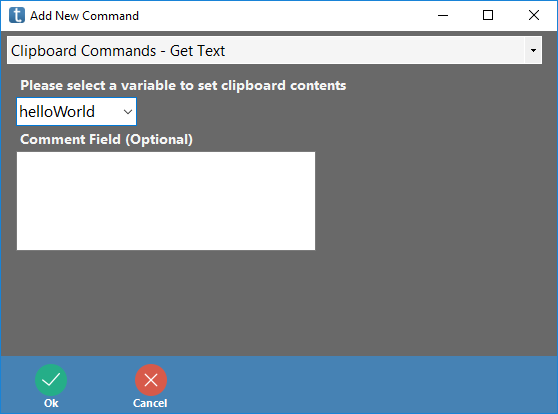 Add New Command
Clipboard Commands - Get Text
Please select a variable to set clipboard contents
helloWorld
Comment Field (Optional)
Ok
Cancel